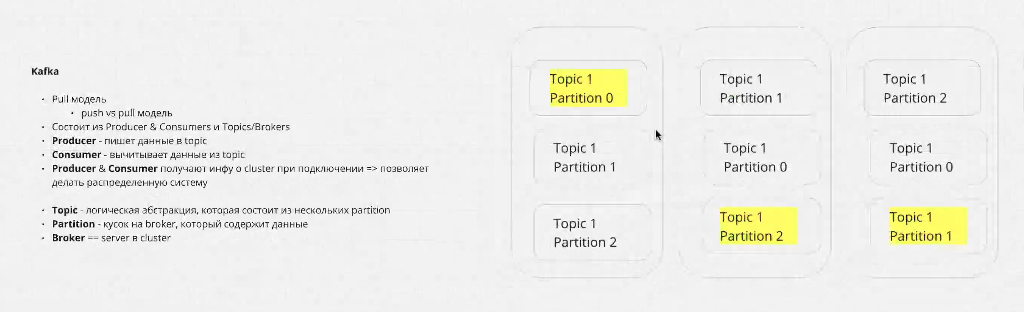 Kafka
Pull модель
push vs pull модель
Состоит из Producer & Consumers и Topics/Brokers
Producer - пишет данные в topic
Consumer - вычитывает данные из topic
Producer & Consumer получают инфу о cluster при подключении => позволяет
делать распределенную систему
Topic - логическая абстракция, которая состоит из нескольких partition
Partition - кусок на broker, который содержит данные
Broker == server в cluster
Topic 1
Partition 0
Topic 1
Partition 1
Topic 1
Partition 2
Topic 1
Partition 1
Topic 1
Partition 0
Topic 1
Partition 2
Topic 1
Partition 2
Topic 1
Partition 0
Topic 1
Partition 1